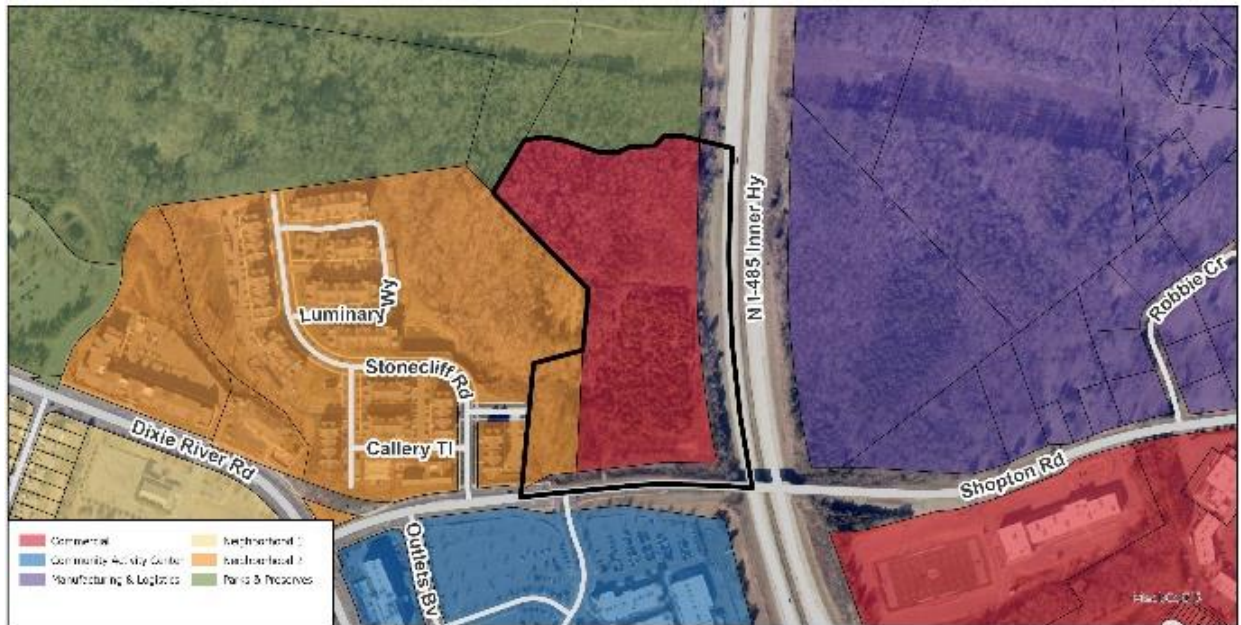 N I-485 Inner Hy
Robbie Cr
Luminary Wy
Stonecliff Rd
Callery Tl
Dixie River Rd
Shopton Rd
Outlets Bv
Commercial
Community Activity Center
Manufacturing & Logistics
Neighborhood 1
Neighborhood 2
Parks & Preserves